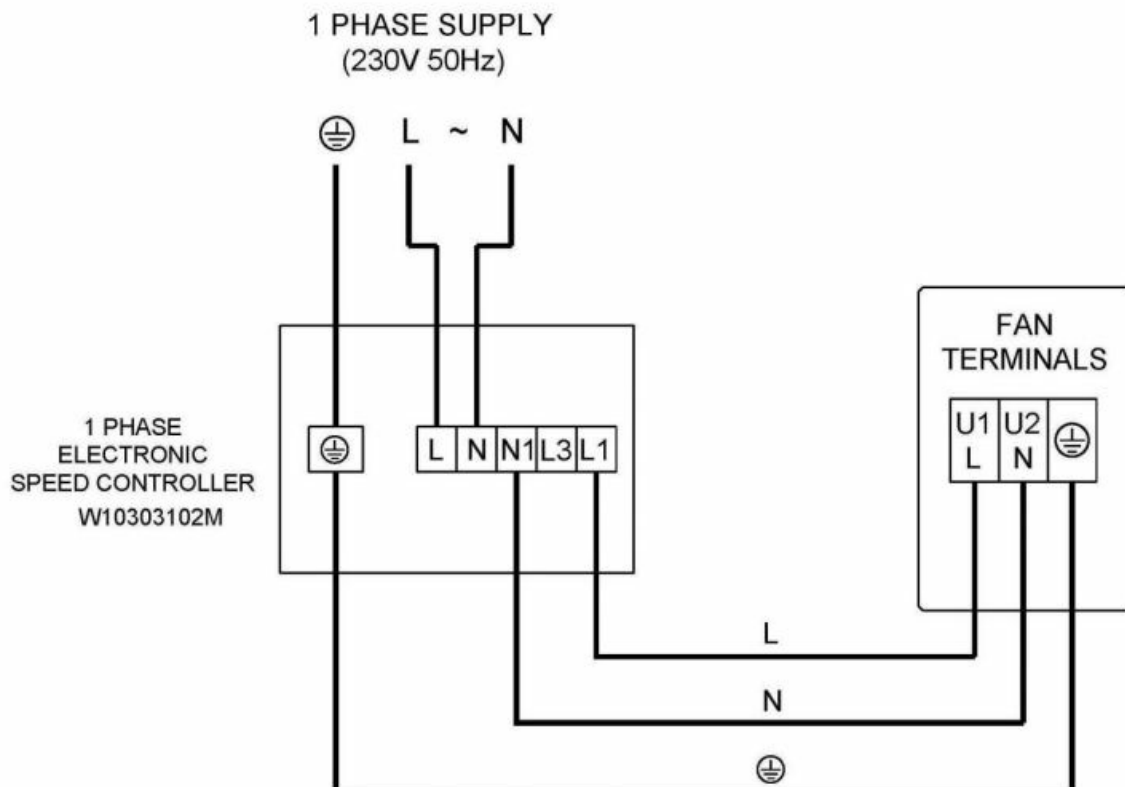 1 PHASE SUPPLY
(230V 50Hz)
L ~ N
FAN
TERMINALS
U1 U2
L N
1 PHASE
ELECTRONIC
SPEED CONTROLLER
W10303102M
L N N1 L3 L1
L
N